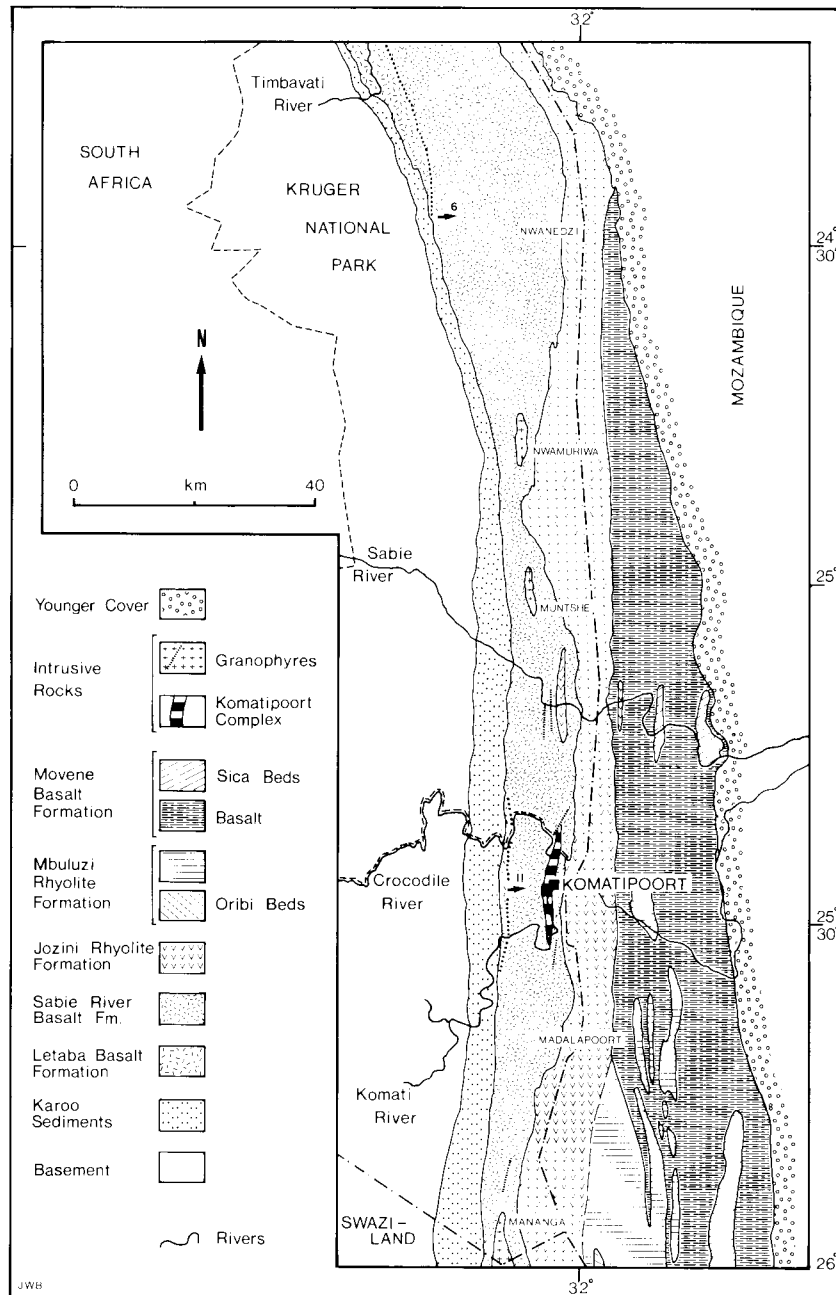 32°
Timbavati
River
SOUTH
AFRICA
KRUGER
NATIONAL
PARK
6
NWANEDZI
24°
30'
MOZAMBIQUE
N
0 km 40
NWAMURIWA
Sabie
River
25°
MUNTSHE
Younger Cover
Intrusive
Rocks
Granophyres
Komatipoort
Complex
Movene
Basalt
Formation
Sica Beds
Basalt
Mbuluzi
Rhyolite
Formation
Oribi Beds
Jozini Rhyolite
Formation
Sabie River
Basalt Fm.
Letaba Basalt
Formation
Karoo
Sediments
Basement
Rivers
Crocodile
River
11
KOMATIPOORT
30'
MADALAPOORT
Komati
River
SWAZI-
LAND
MANANGA
26°
32°
JWB